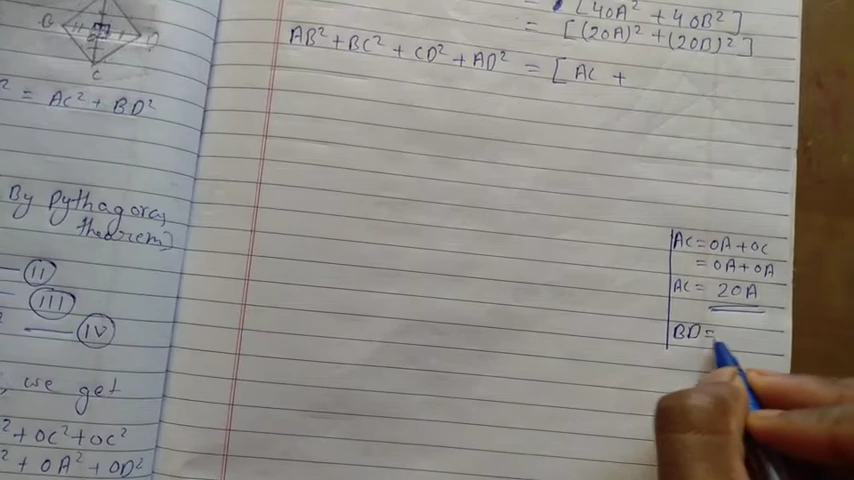 B D
C
² = AC² + BD²
By Pythagoras
theorem)
— II
— III
² — IV
, we get
² + OC² + OC²
² + OA² + OD²
= [4OA² + 4OB²]
= [(2OA)² + (2OB)²]
AB² + BC² + CD² + AD² = [AC +
AC = OA + OC
= OA + OA
AC = 2OA
BD =